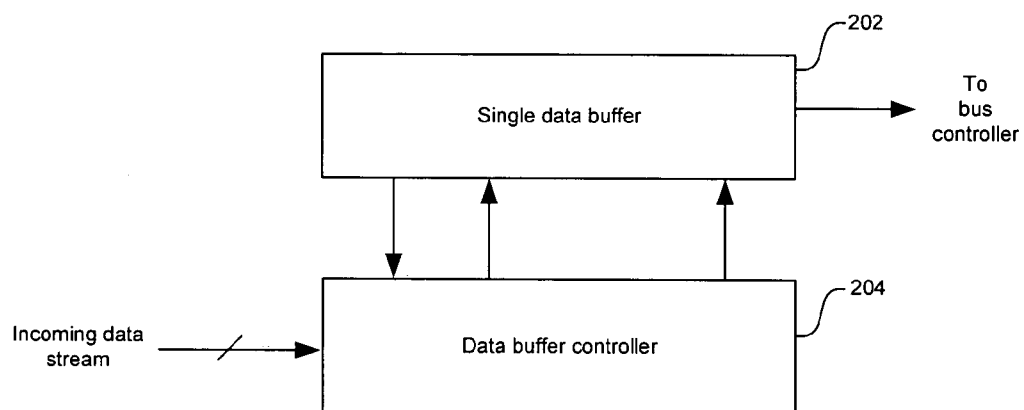 202
Single data buffer
To
bus
controller
204
Incoming data
stream
Data buffer controller